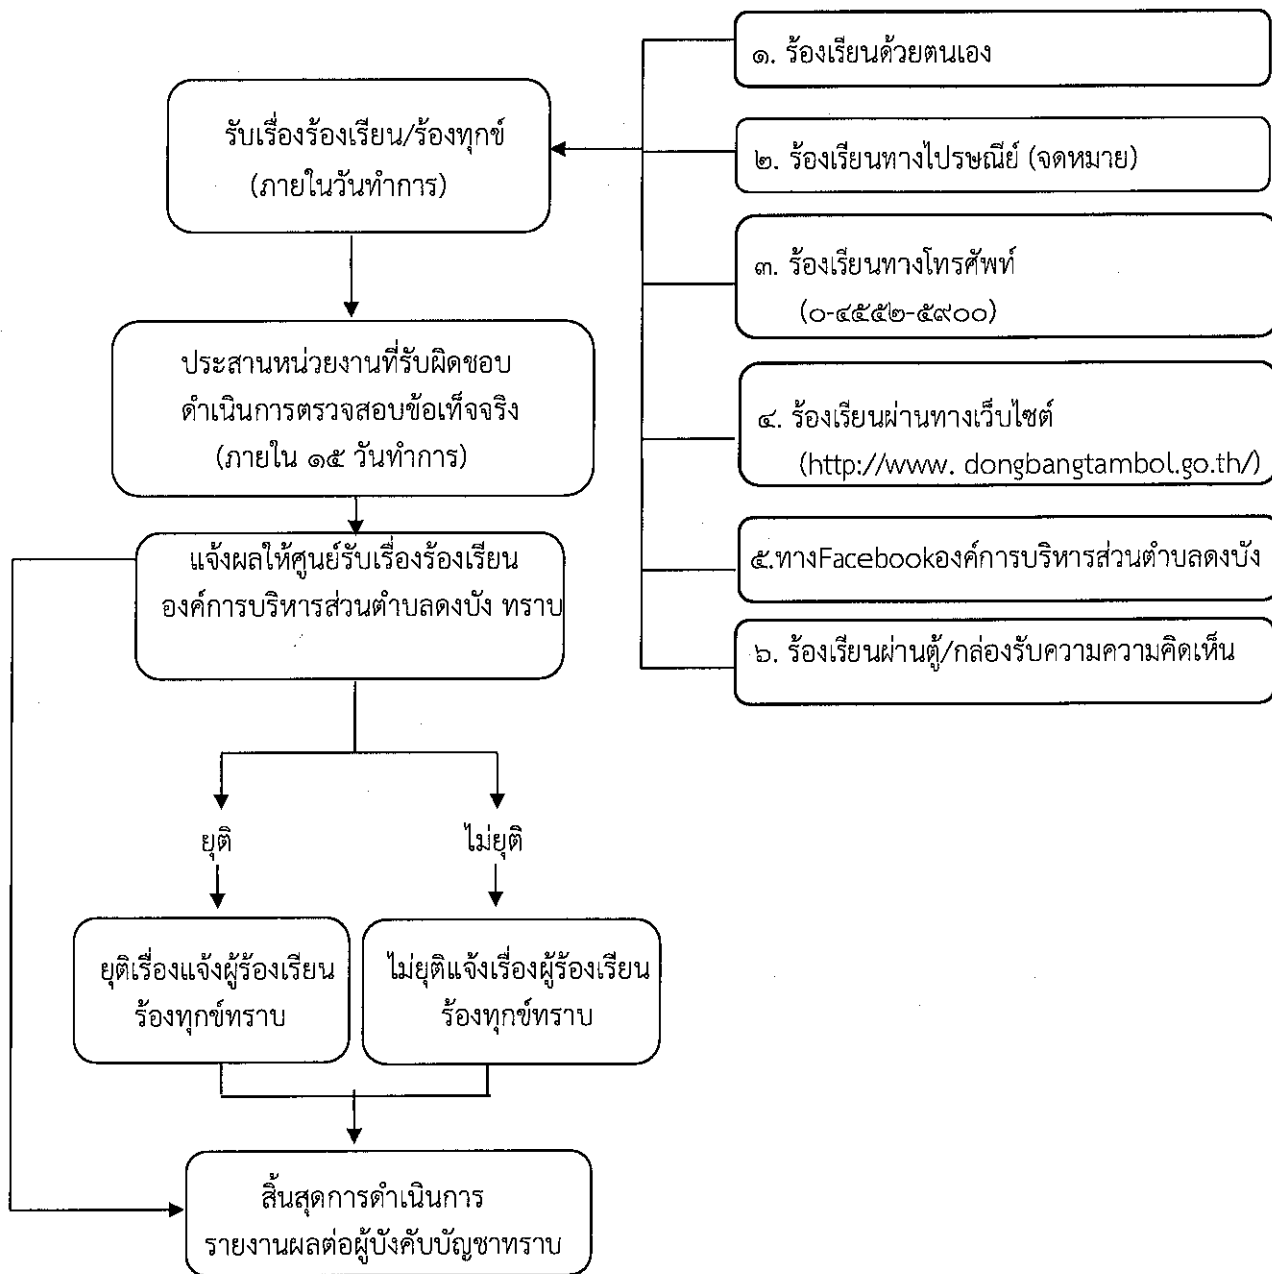 ๑. ร้องเรียนด้วยตนเอง
รับเรื่องร้องเรียน/ร้องทุกข์
(ภายในวันทำการ)
๒. ร้องเรียนทางไปรษณีย์ (จดหมาย)
๓. ร้องเรียนทางโทรศัพท์
(๐-๔๕๕๒-๕๙๐๐)
ประสานหน่วยงานที่รับผิดชอบ
ดำเนินการตรวจสอบข้อเท็จจริง
(ภายใน ๑๕ วันทำการ)
๔. ร้องเรียนผ่านทางเว็บไซต์
(http://www. dongbangtambol.go.th/)
แจ้งผลให้ศูนย์รับเรื่องร้องเรียน
องค์การบริหารส่วนตำบลดงบัง ทราบ
๕.ทางFacebookองค์การบริหารส่วนตำบลดงบัง
๖. ร้องเรียนผ่านตู้/กล่องรับความความคิดเห็น
ยุติ
ไม่ยุติ
ยุติเรื่องแจ้งผู้ร้องเรียน
ร้องทุกข์ทราบ
ไม่ยุติแจ้งเรื่องผู้ร้องเรียน
ร้องทุกข์ทราบ
สิ้นสุดการดำเนินการ
รายงานผลต่อผู้บังคับบัญชาทราบ